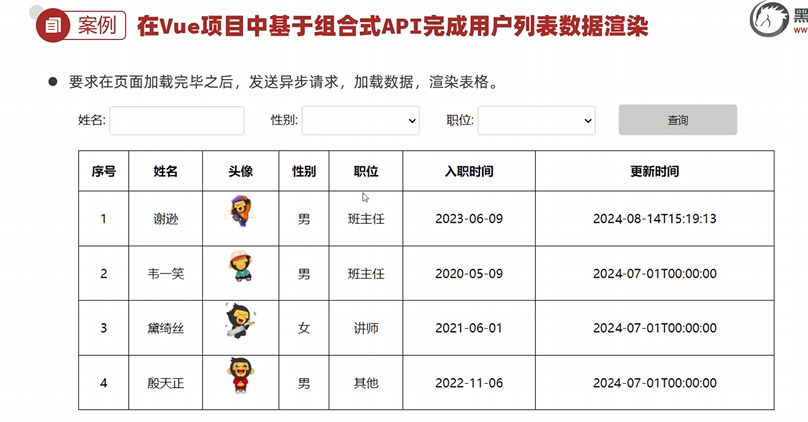 案例 在Vue项目中基于组合式API完成用户列表数据渲染
黑
WW
● 要求在页面加载完毕之后，发送异步请求，加载数据，渲染表格。
姓名: 性别: 职位: 查询
序号 姓名 头像 性别 职位 入职时间 更新时间
1 谢逊 男 班主任 2023-06-09 2024-08-14T15:19:13
2 韦一笑 男 班主任 2020-05-09 2024-07-01T00:00:00
3 黛绮丝 女 讲师 2021-06-01 2024-07-01T00:00:00
4 殷天正 男 其他 2022-11-06 2024-07-01T00:00:00